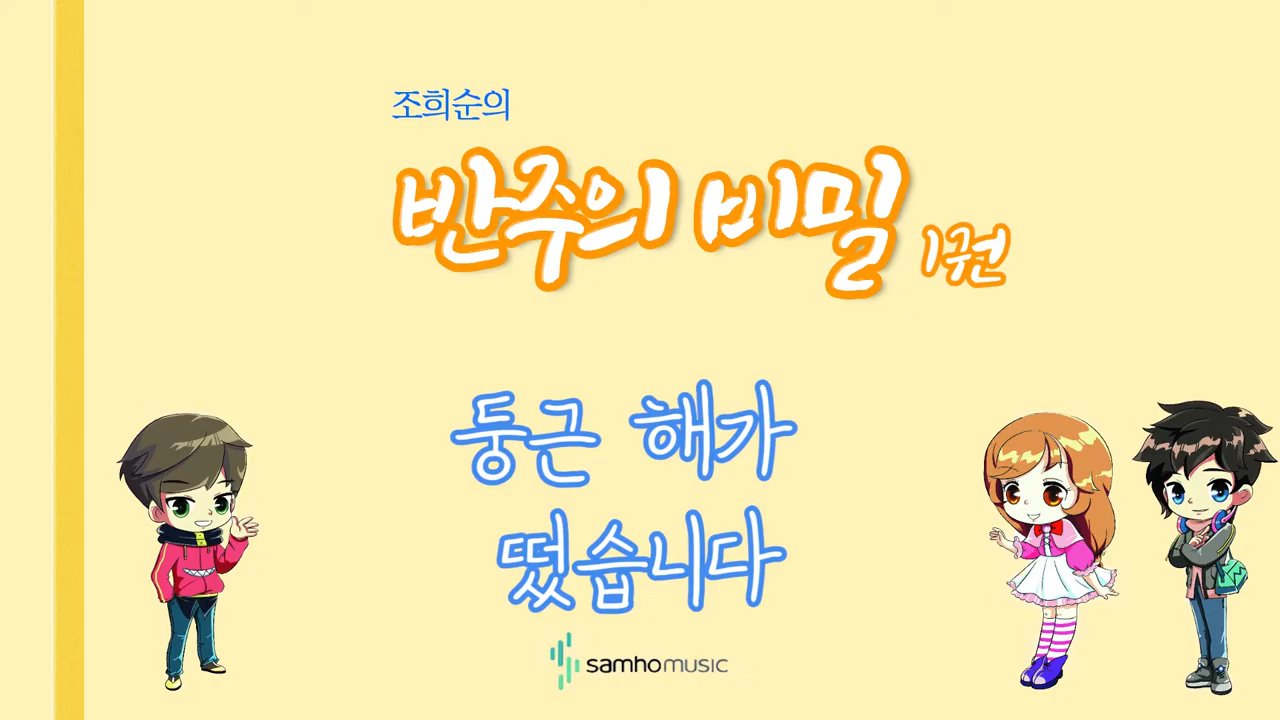 조희순의
반주의 비밀 1권
둥근 해가
떴습니다
samhomusic